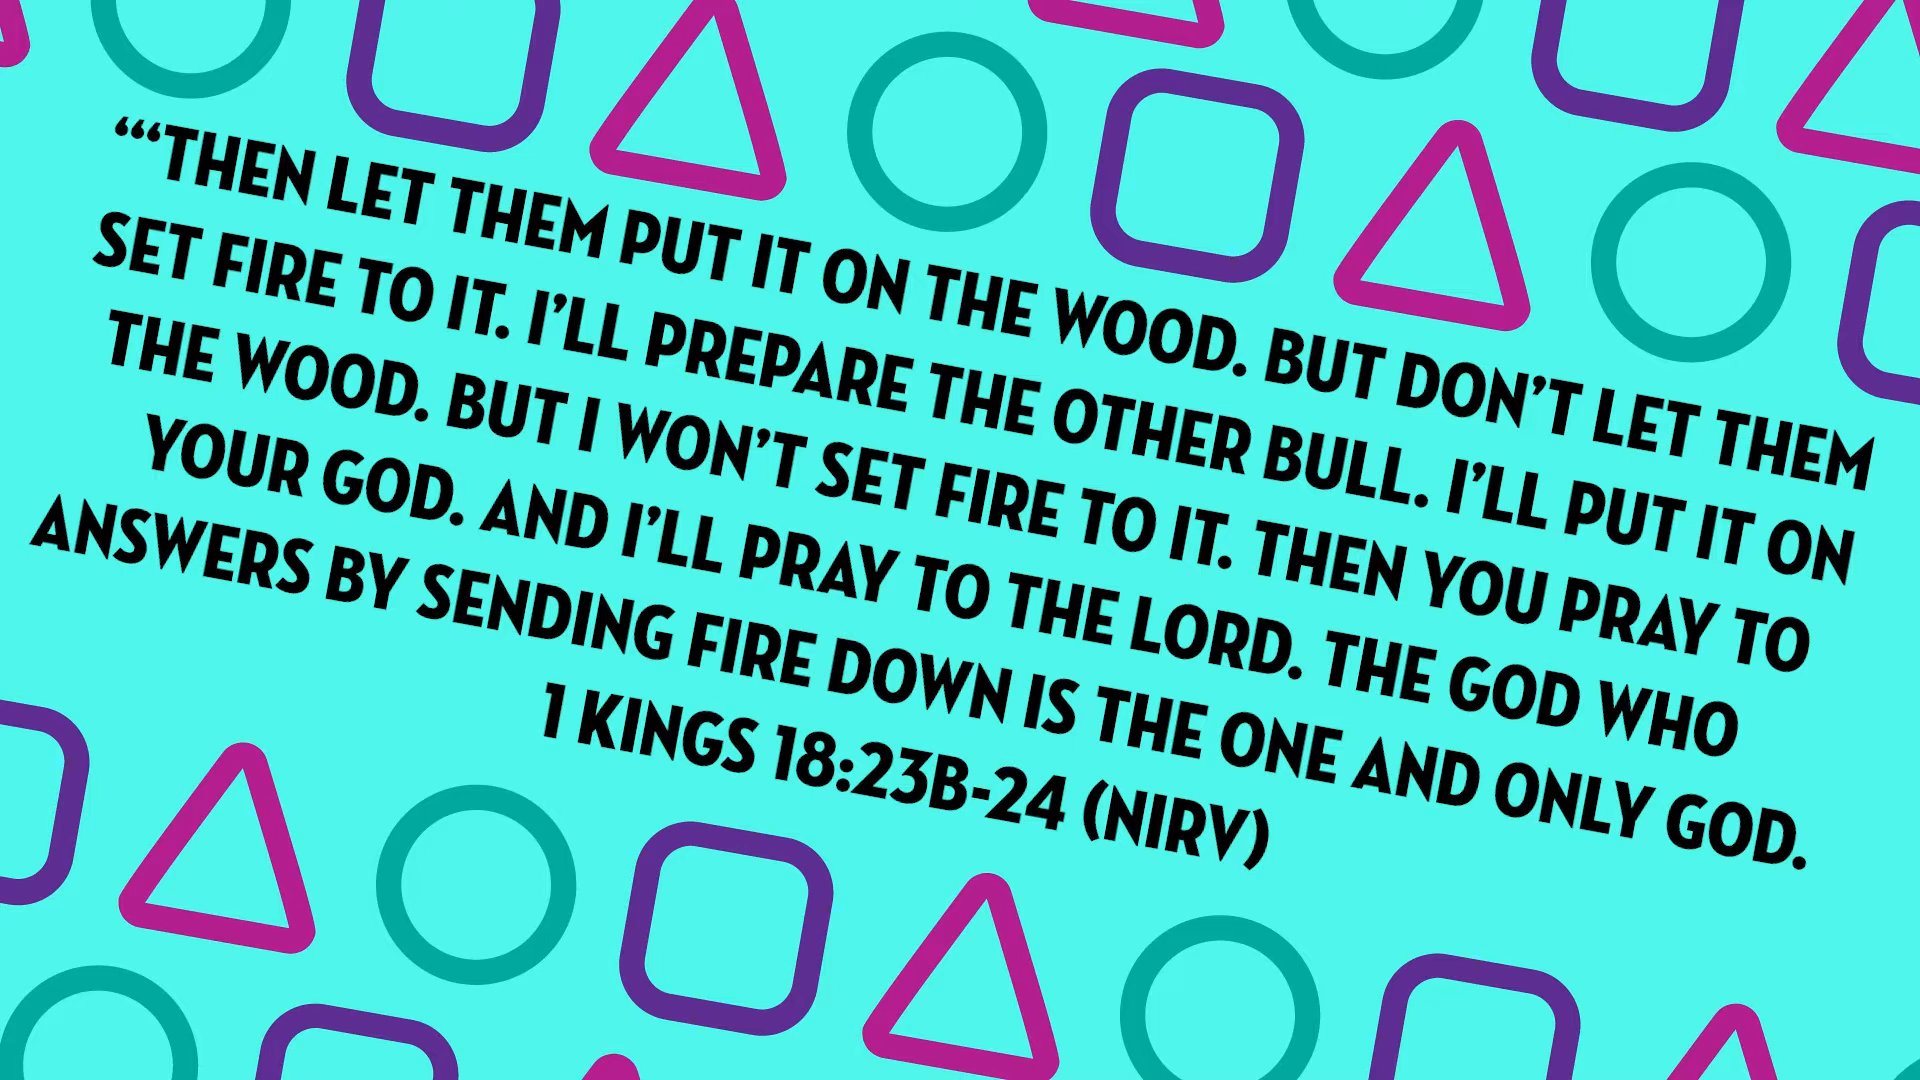 “‘THEN LET THEM PUT IT ON THE WOOD. BUT DON’T LET THEM
SET FIRE TO IT. I’LL PREPARE THE OTHER BULL. I’LL PUT IT ON
THE WOOD. BUT I WON’T SET FIRE TO IT. THEN YOU PRAY TO
YOUR GOD. AND I’LL PRAY TO THE LORD. THE GOD WHO
ANSWERS BY SENDING FIRE DOWN IS THE ONE AND ONLY GOD.
1 KINGS 18:23B-24 (NIRV)